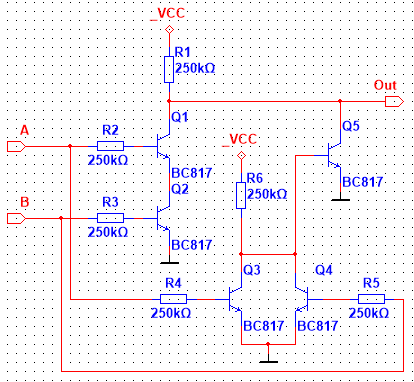 _VCC
R1
250kΩ
Out
Q1
Q5
A
R2
_VCC
250kΩ
BC817
R6
BC817
Q2
250kΩ
B
R3
250kΩ
BC817
Q3
Q4
R4
R5
250kΩ
250kΩ
BC817
BC817